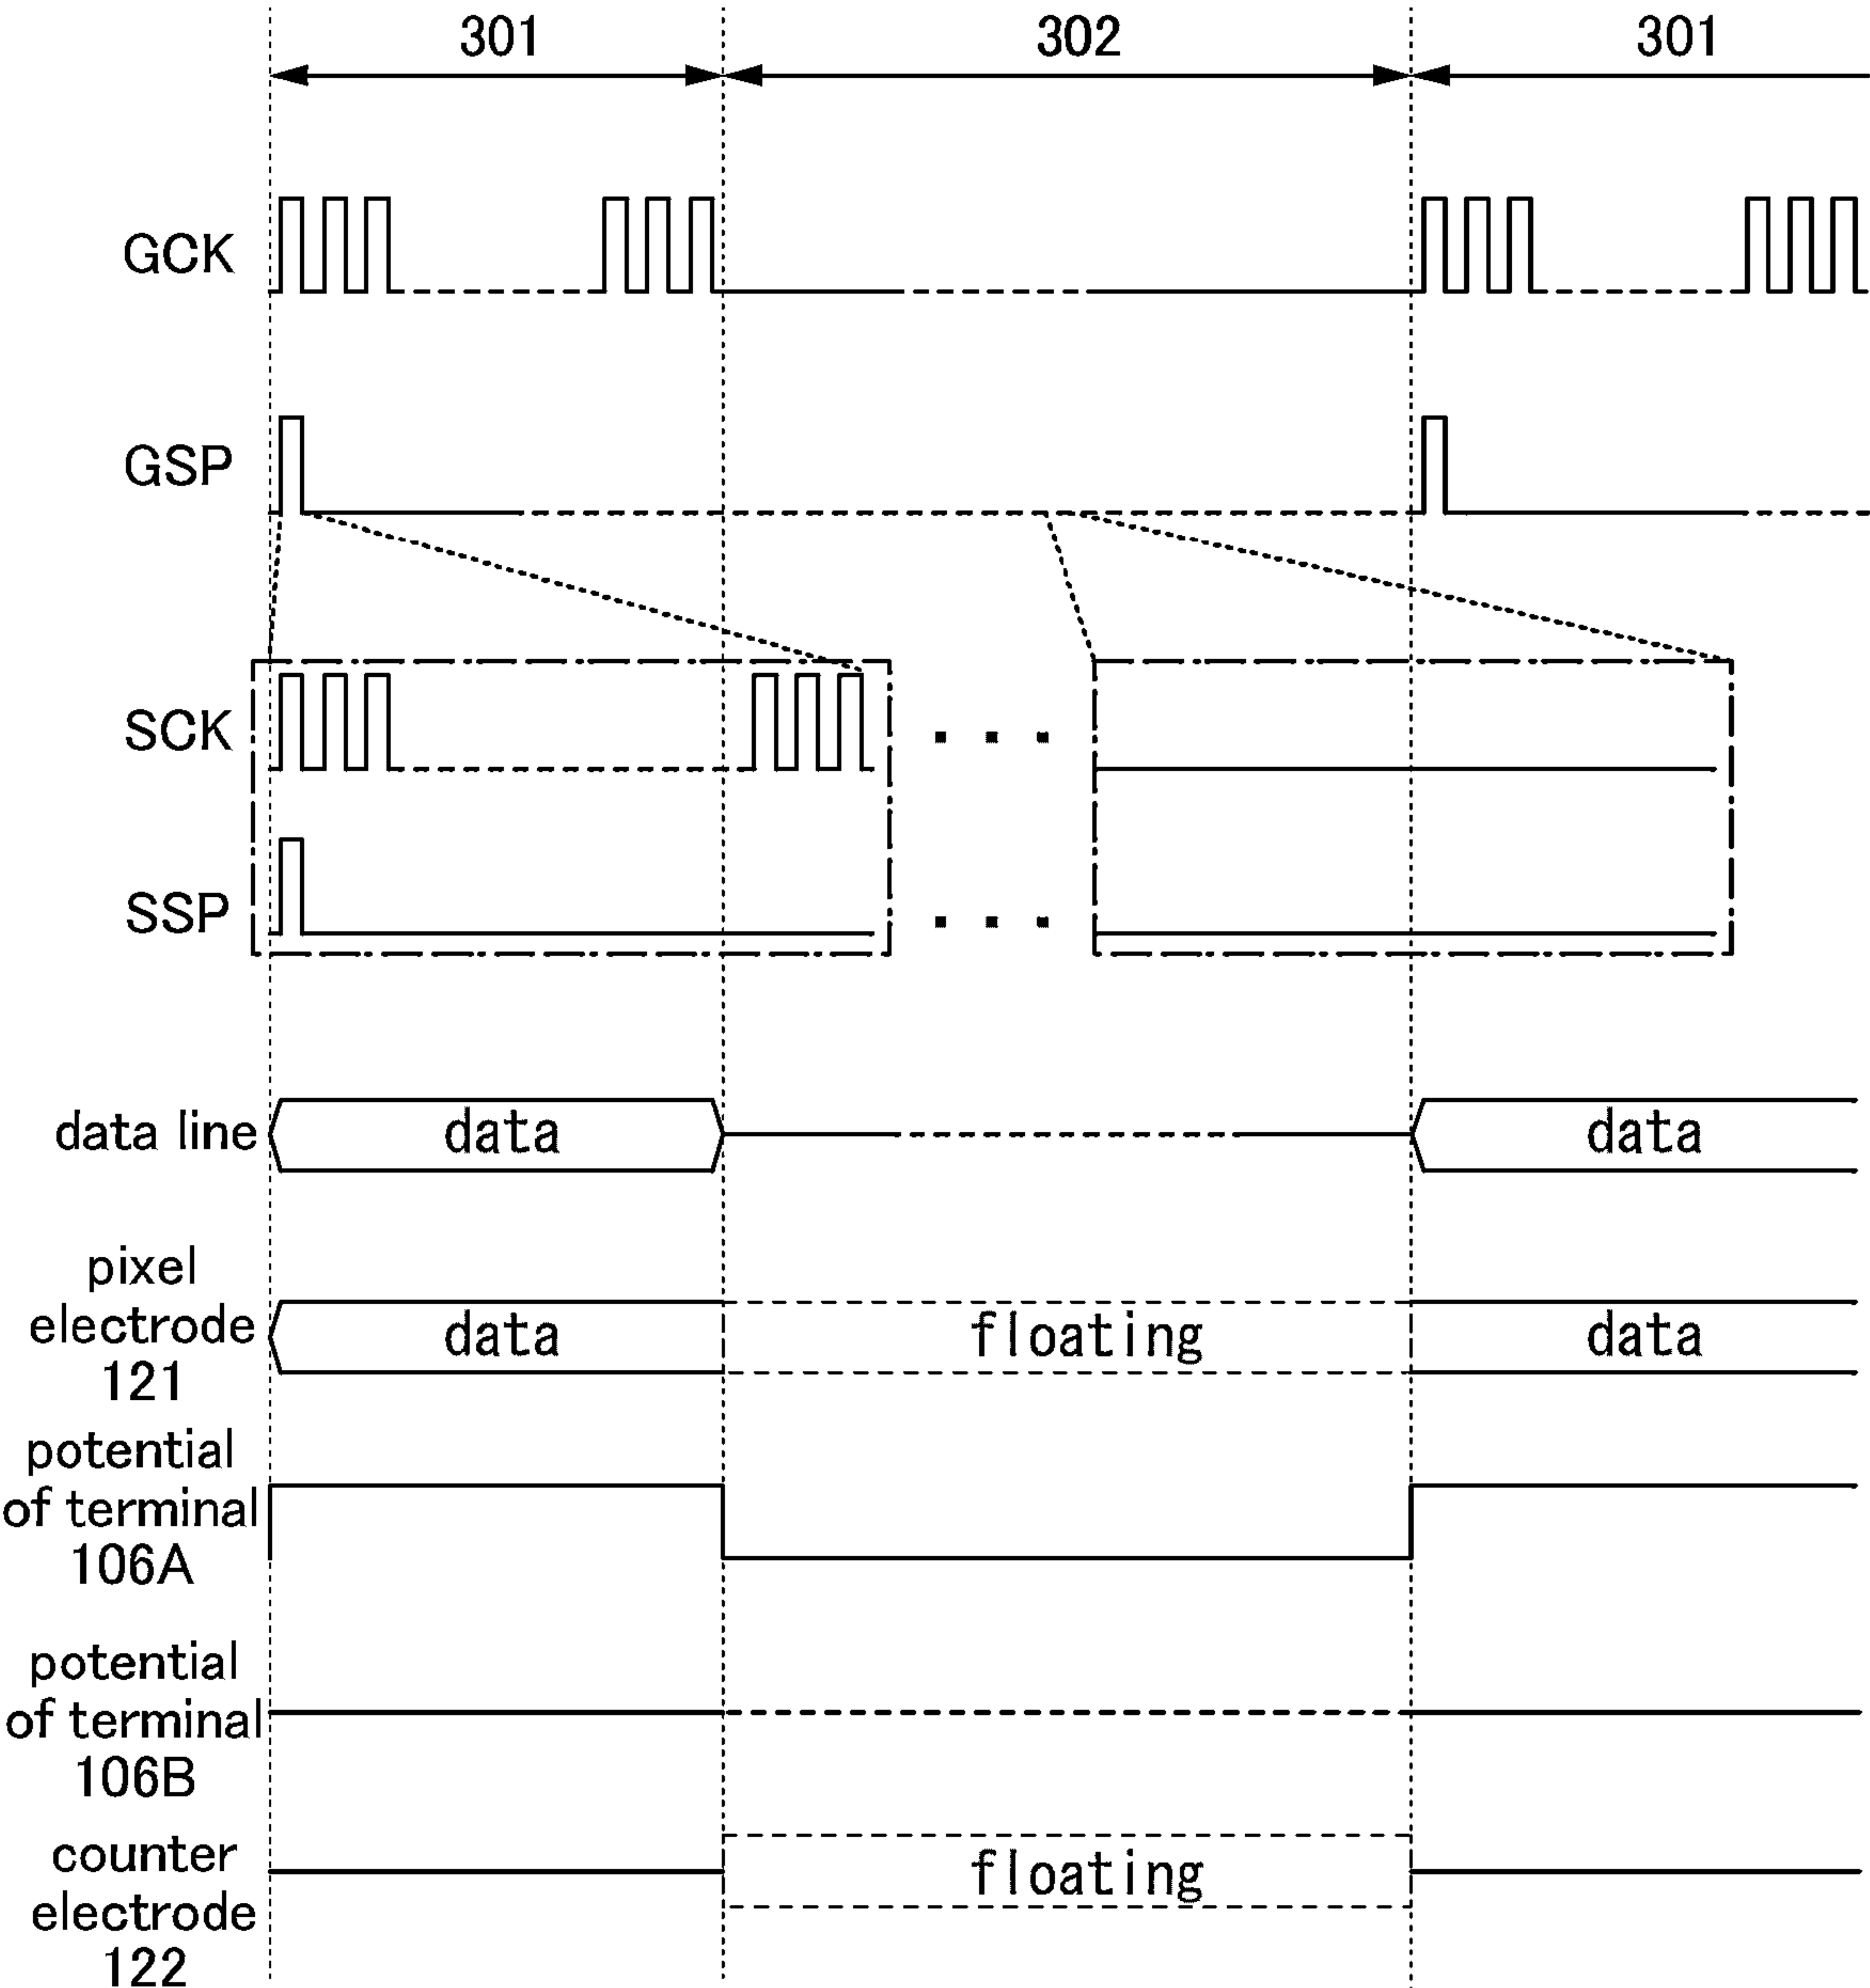 301 302 301
GCK
GSP
SCK
SSP
data line data data
pixel
electrode data floating data
121
potential
of terminal
106A
potential
of terminal
106B
counter floating
electrode
122